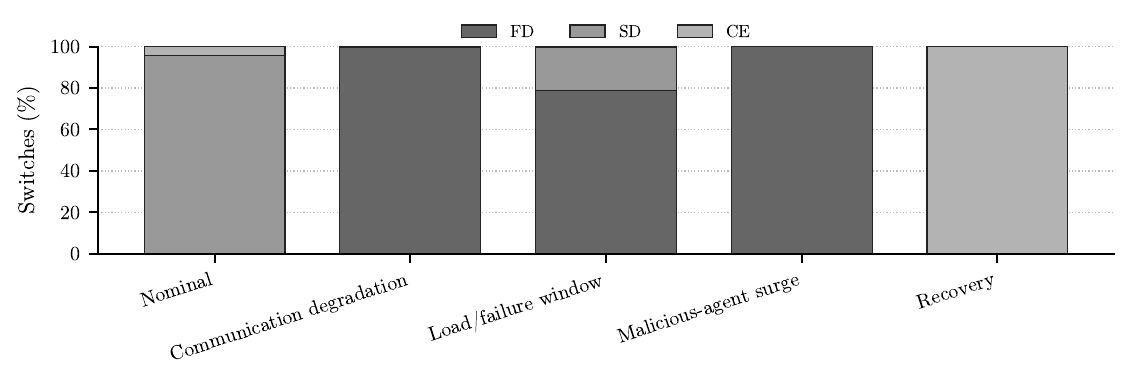 FD SD CE
100
80
60
40
20
0
Switches (%)
Nominal
Communication degradation
Load/failure window
Malicious-agent surge
Recovery